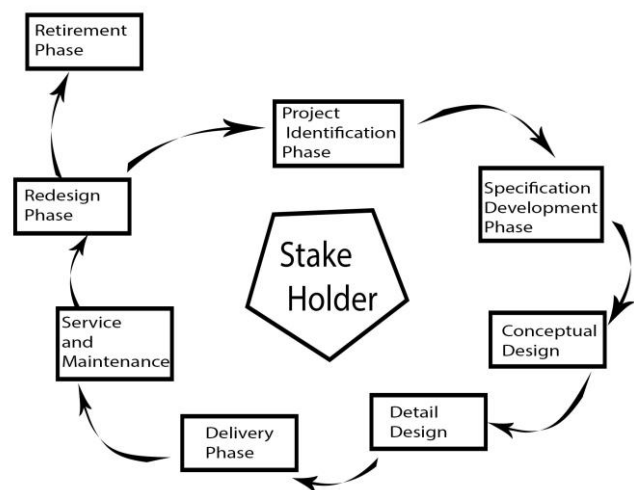 Retirement
Phase
Project
Identification
Phase
Specification
Development
Phase
Redesign
Phase
Stake
Holder
Service
and
Maintenance
Conceptual
Design
Detail
Design
Delivery
Phase